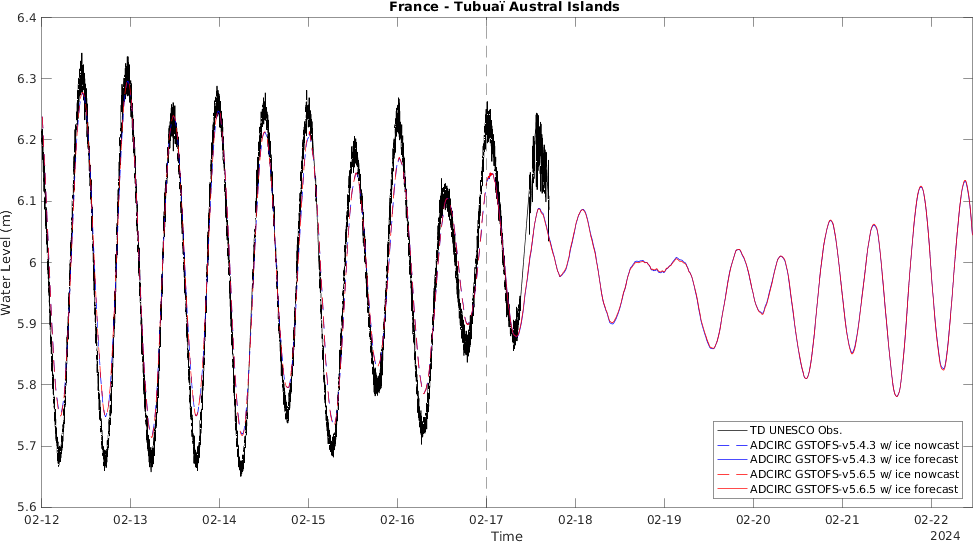 France - Tubuaï Austral Islands
Water Level (m)
6.4
6.3
6.2
6.1
6
5.9
5.8
5.7
5.6
02-12
02-13
02-14
02-15
02-16
02-17
02-18
02-19
02-20
02-21
02-22
2024
Time
TD UNESCO Obs.
ADCIRC GSTOFS-v5.4.3 w/ ice nowcast
ADCIRC GSTOFS-v5.4.3 w/ ice forecast
ADCIRC GSTOFS-v5.6.5 w/ ice nowcast
ADCIRC GSTOFS-v5.6.5 w/ ice forecast